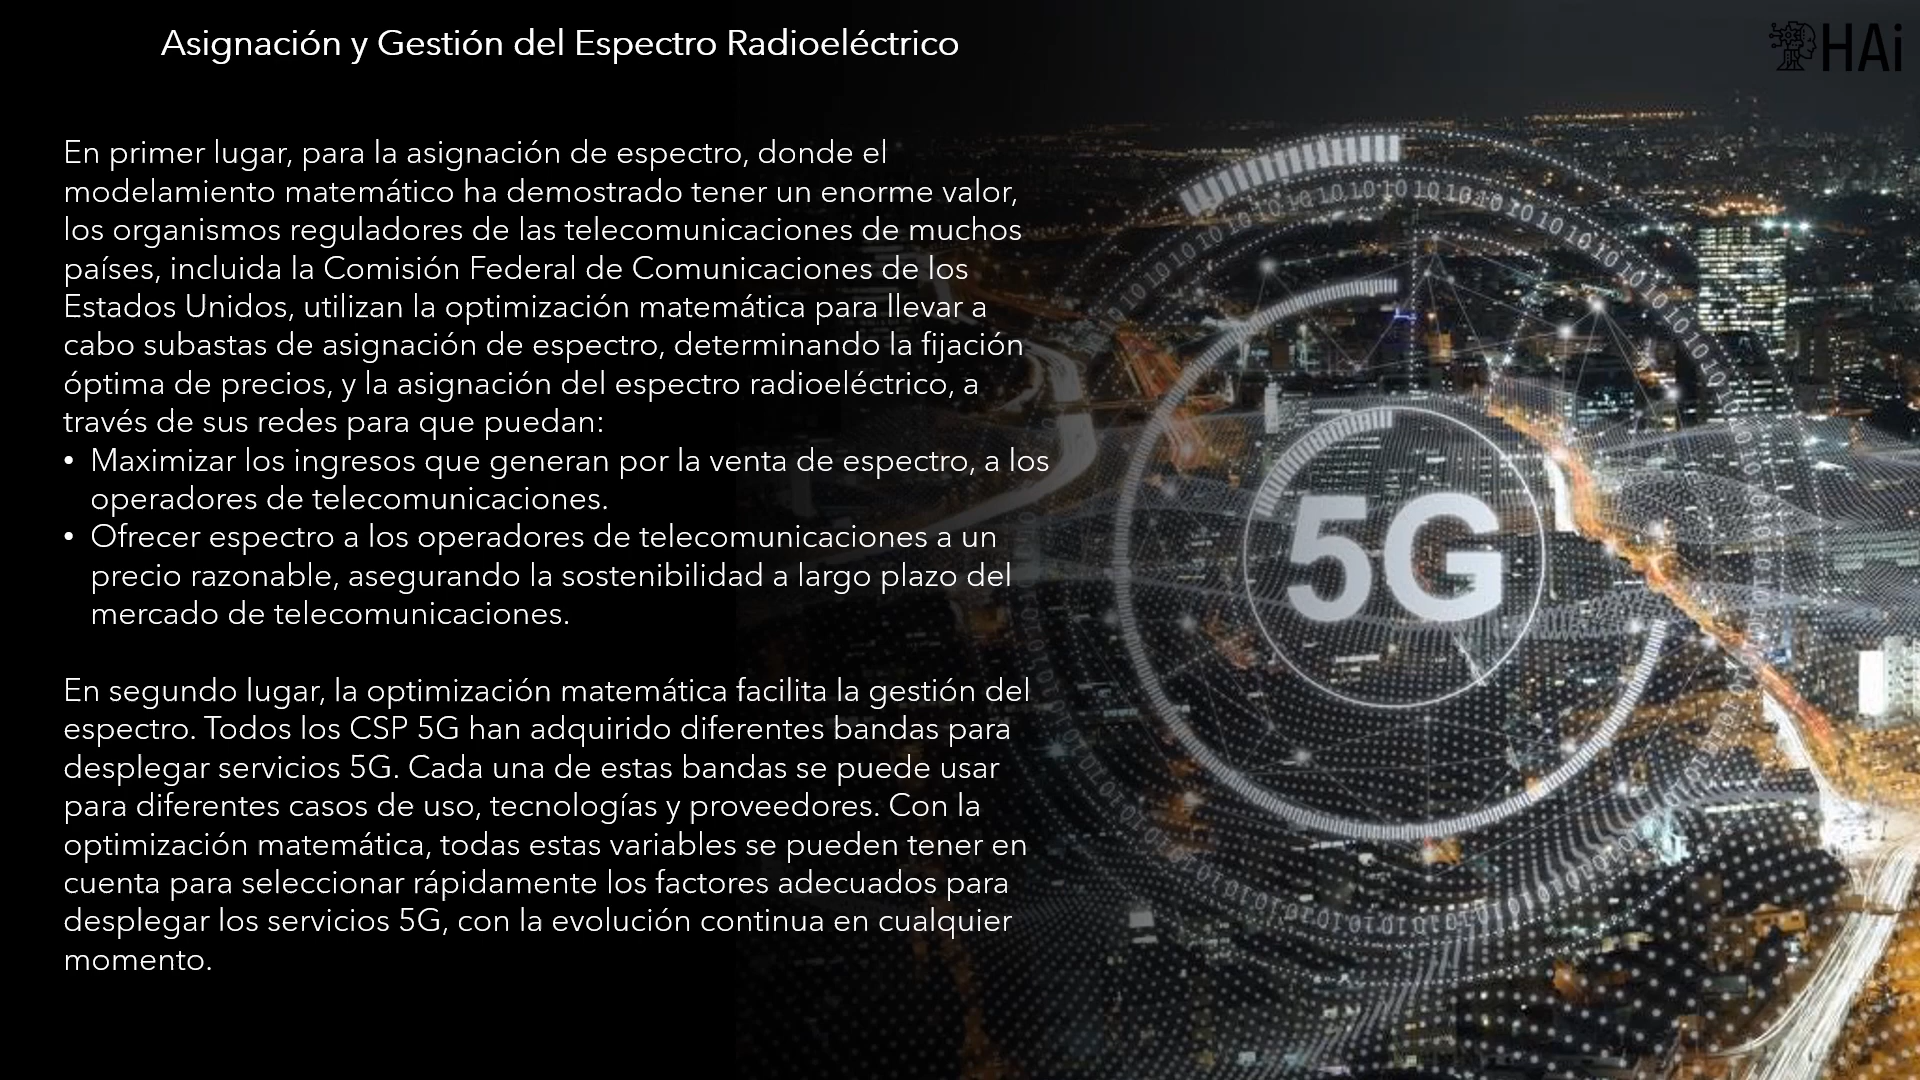 Asignación y Gestión del Espectro Radioeléctrico
HAi
En primer lugar, para la asignación de espectro, donde el
modelamiento matemático ha demostrado tener un enorme valor,
los organismos reguladores de las telecomunicaciones de muchos
países, incluida la Comisión Federal de Comunicaciones de los
Estados Unidos, utilizan la optimización matemática para llevar a
cabo subastas de asignación de espectro, determinando la fijación
óptima de precios, y la asignación del espectro radioeléctrico, a
través de sus redes para que puedan:
• Maximizar los ingresos que generan por la venta de espectro, a los
operadores de telecomunicaciones.
• Ofrecer espectro a los operadores de telecomunicaciones a un
precio razonable, asegurando la sostenibilidad a largo plazo del
mercado de telecomunicaciones.
En segundo lugar, la optimización matemática facilita la gestión del
espectro. Todos los CSP 5G han adquirido diferentes bandas para
desplegar servicios 5G. Cada una de estas bandas se puede usar
para diferentes casos de uso, tecnologías y proveedores. Con la
optimización matemática, todas estas variables se pueden tener en
cuenta para seleccionar rápidamente los factores adecuados para
desplegar los servicios 5G, con la evolución continua en cualquier
momento.
5G